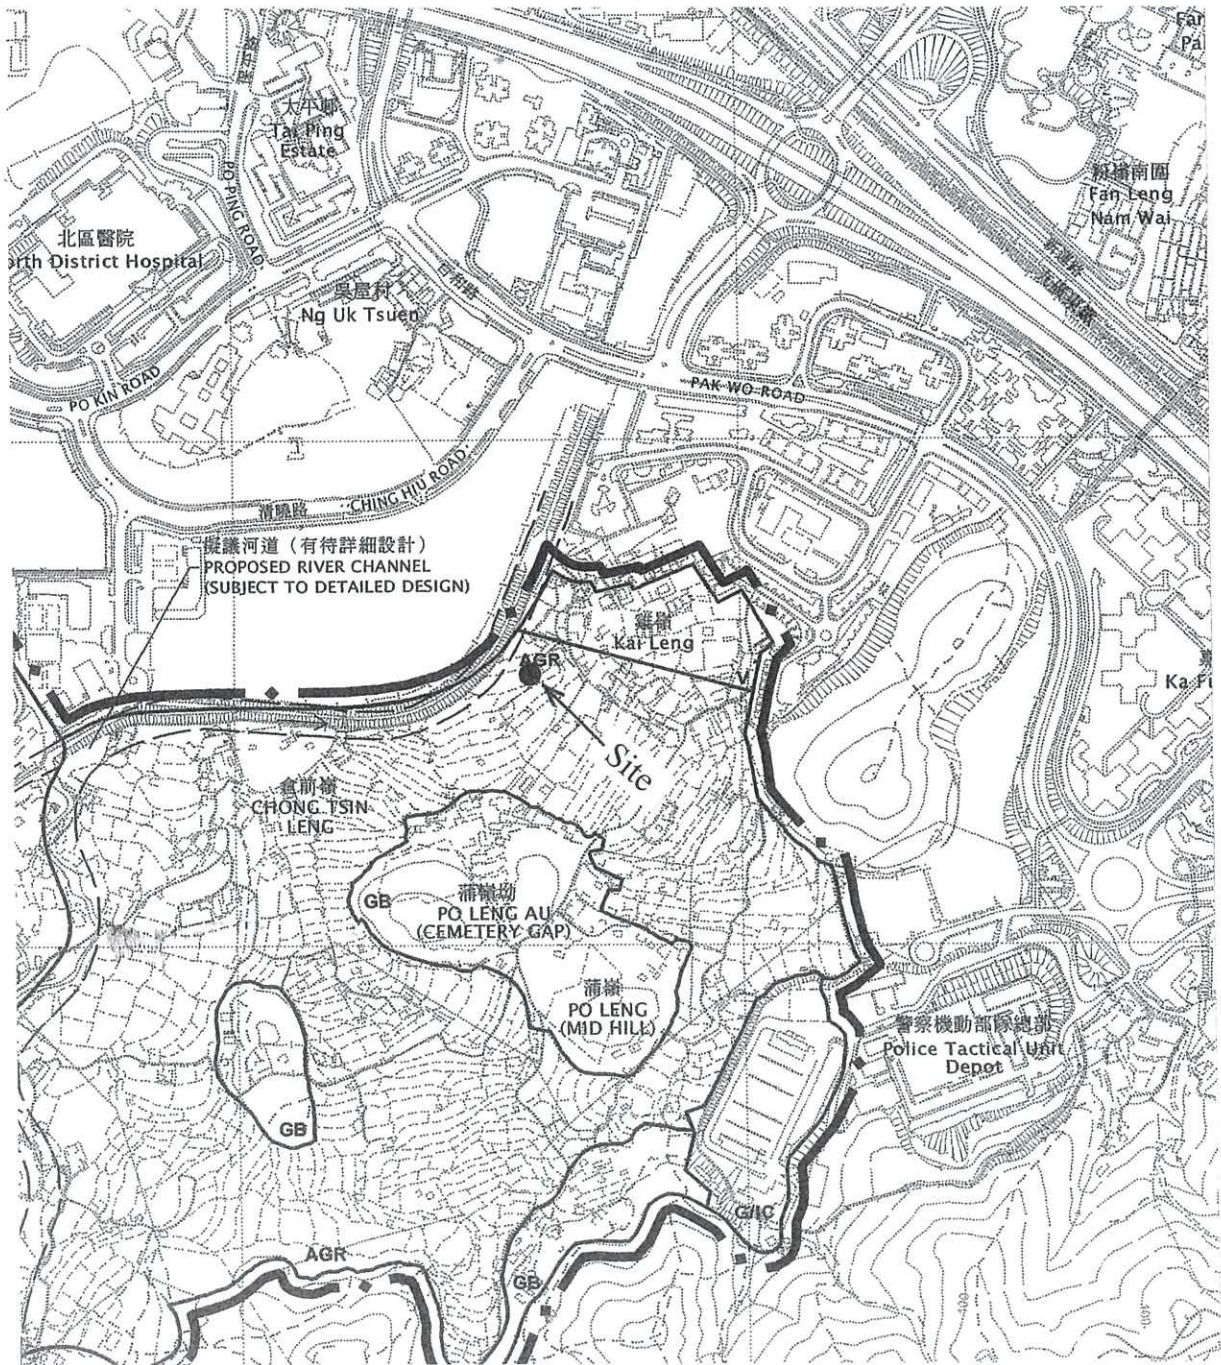 太平邨
Tai Ping
Estate
PO PING ROAD
北區醫院
orth District Hospital
吳屋村
Ng Uk Tsuen
百和路
粉嶺南圍
Fan Leng
Nam Wai
PO KIN ROAD
PAK WO ROAD
清曉路
CHING HIU ROAD
擬議河道（有待詳細設計）
PROPOSED RIVER CHANNEL
(SUBJECT TO DETAILED DESIGN)
雞嶺
Kai Leng
AGR
V
Site
Ka Fu
倉前嶺
CHONG TSIN
LENG
GB
蒲嶺坳
PO LENG AU
(CEMETERY GAP)
蒲嶺
PO LENG
(MID HILL)
警察機動部隊總部
Police Tactical Unit
Depot
GB
G/IC
AGR
GB
100